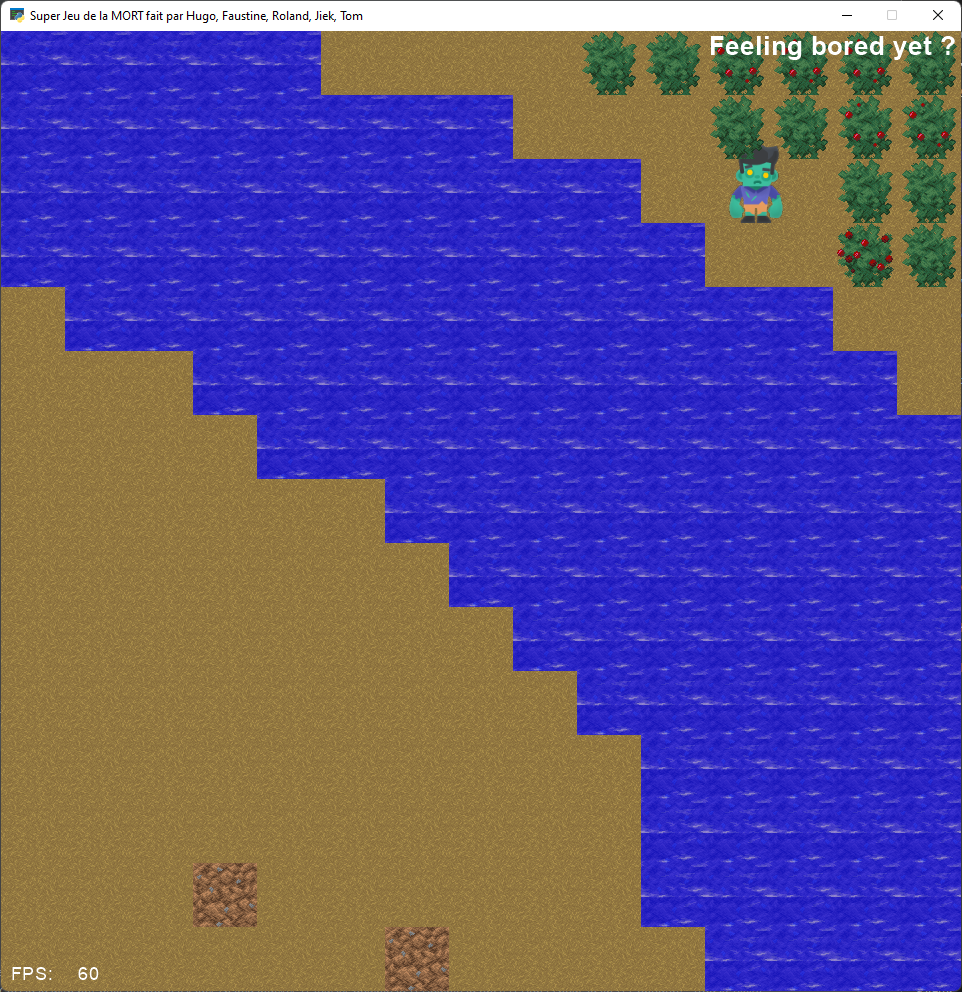 Super Jeu de la MORT fait par Hugo, Faustine, Roland, Jiek, Tom
Feeling bored yet ?
FPS: 60